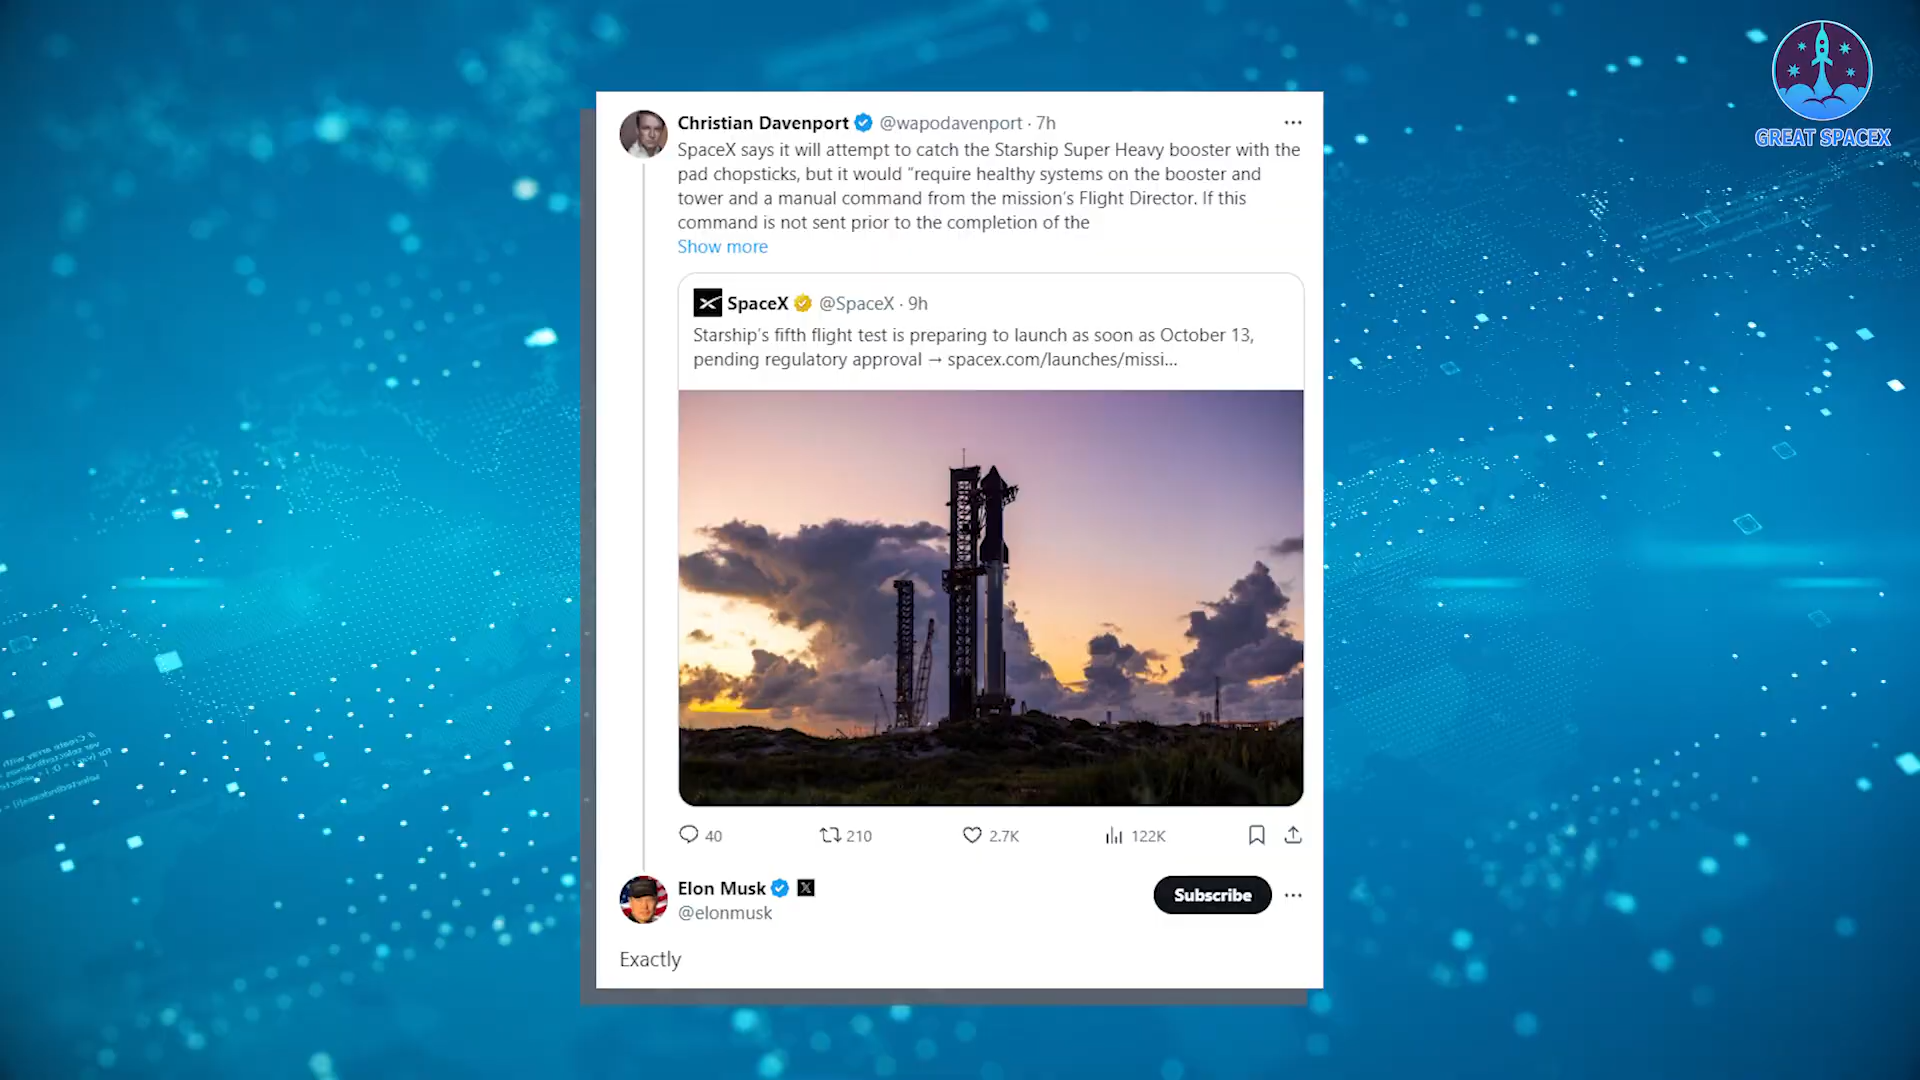 GREAT SPACEX
Christian Davenport @wapodavenport · 7h
SpaceX says it will attempt to catch the Starship Super Heavy booster with the
pad chopsticks, but it would “require healthy systems on the booster and
tower and a manual command from the mission’s Flight Director. If this
command is not sent prior to the completion of the
Show more
SpaceX @SpaceX · 9h
Starship’s fifth flight test is preparing to launch as soon as October 13,
pending regulatory approval → spacex.com/launches/missi...
40 210 2.7K 122K
Elon Musk
@elonmusk
Subscribe
Exactly